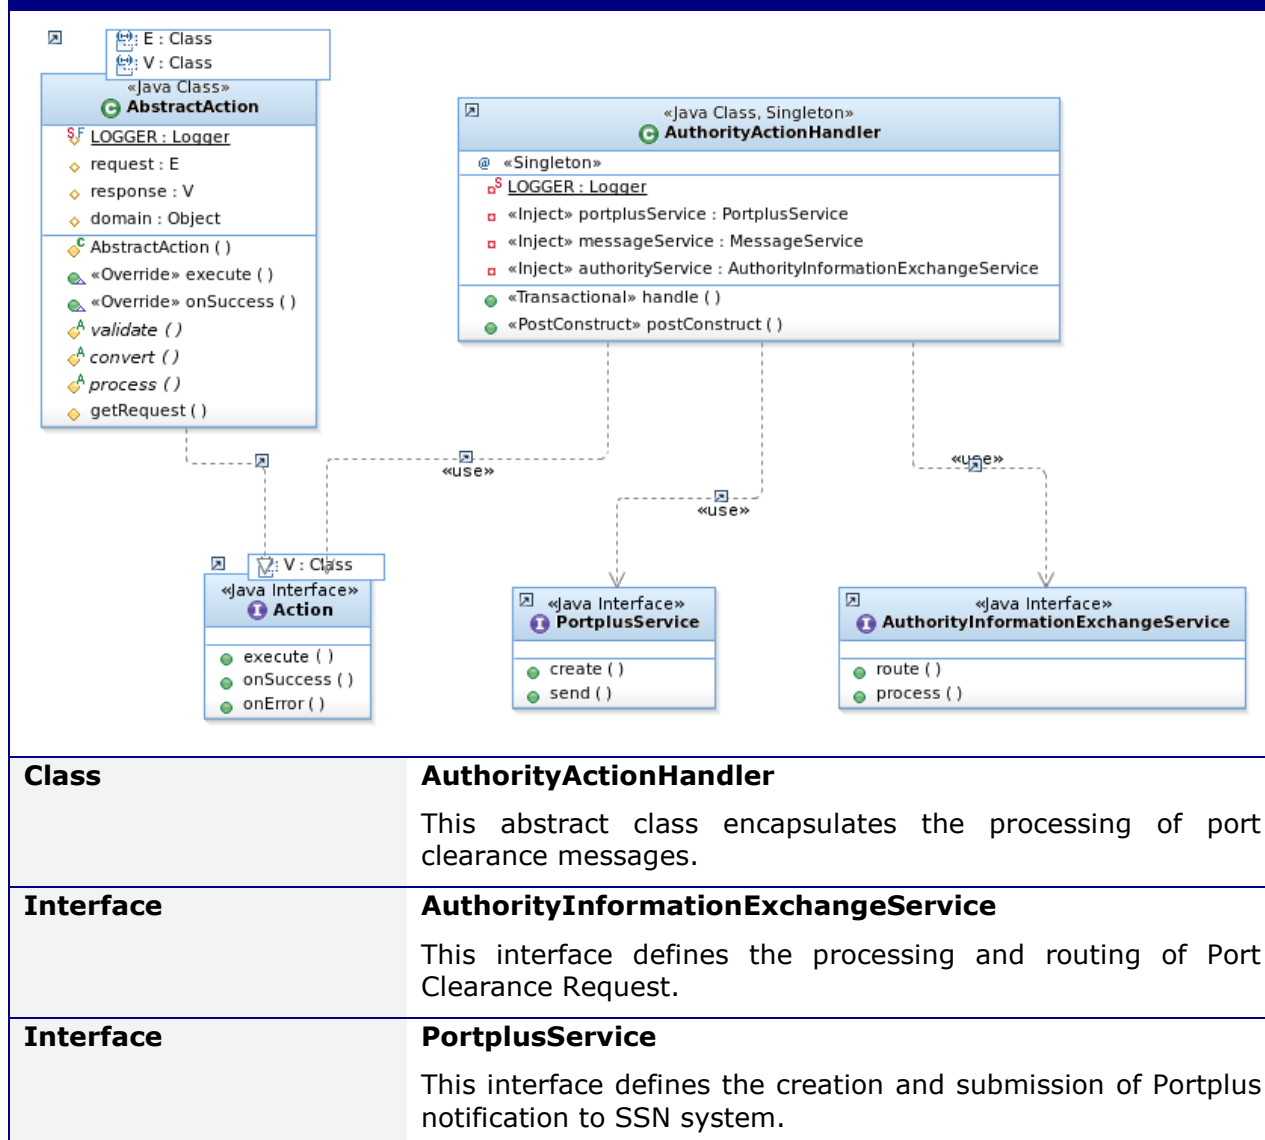 E : Class
V : Class
«Java Class»
AbstractAction
LOGGER : Logger
request : E
response : V
domain : Object
AbstractAction ( )
«Override» execute ( )
«Override» onSuccess ( )
validate ( )
convert ( )
process ( )
getRequest ( )
«Java Class, Singleton»
AuthorityActionHandler
@ «Singleton»
LOGGER : Logger
«Inject» portplusService : PortplusService
«Inject» messageService : MessageService
«Inject» authorityService : AuthorityInformationExchangeService
«Transactional» handle ( )
«PostConstruct» postConstruct ( )
«use»
«use»
«use»
V : Class
«Java Interface»
Action
execute ( )
onSuccess ( )
onError ( )
«Java Interface»
PortplusService
create ( )
send ( )
«Java Interface»
AuthorityInformationExchangeService
route ( )
process ( )
Class AuthorityActionHandler
This abstract class encapsulates the processing of port
clearance messages.
Interface AuthorityInformationExchangeService
This interface defines the processing and routing of Port
Clearance Request.
Interface PortplusService
This interface defines the creation and submission of Portplus
notification to SSN system.